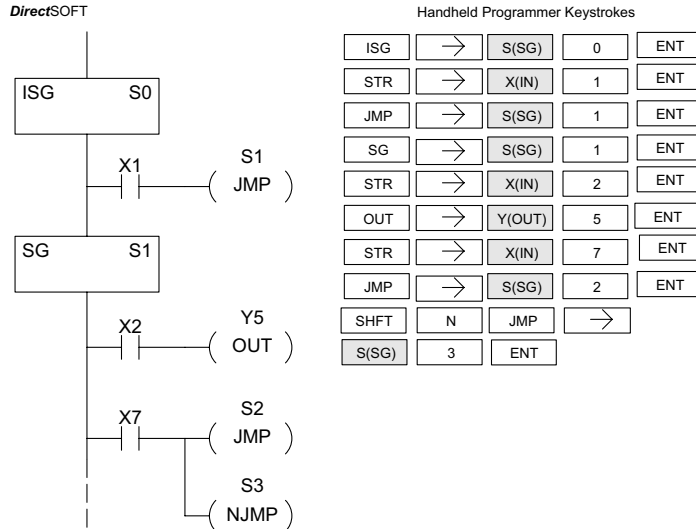 DirectSOFT
ISG S0
X1
S1
JMP
SG S1
X2
Y5
OUT
X7
S2
JMP
S3
NJMP
Handheld Programmer Keystrokes
ISG → S(SG) 0 ENT
STR → X(IN) 1 ENT
JMP → S(SG) 1 ENT
SG → S(SG) 1 ENT
STR → X(IN) 2 ENT
OUT → Y(OUT) 5 ENT
STR → X(IN) 7 ENT
JMP → S(SG) 2 ENT
SHFT N JMP →
S(SG) 3 ENT